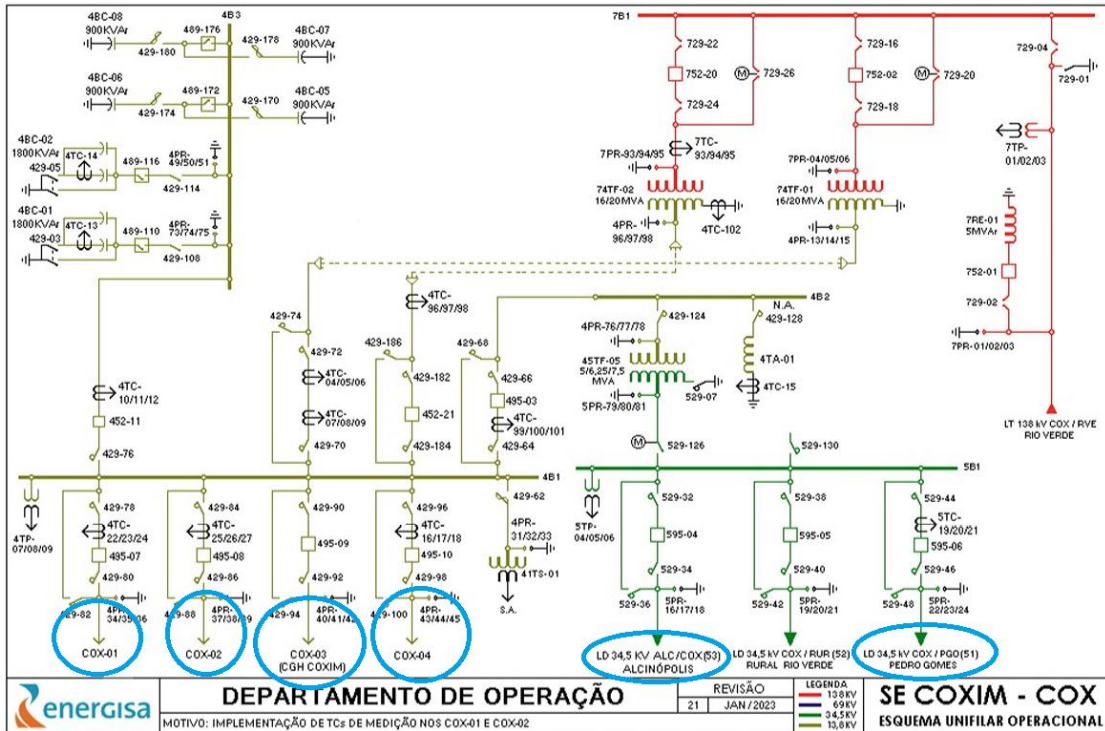 4B3
7B1
4BC-08
900KVAr
489-176
429-178
4BC-07
900KVAr
429-180
4BC-06
900KVAr
489-172
429-170
4BC-05
900KVAr
429-174
4BC-02
1800KVAr
4TC-14
429-05
489-116
4PR-
49/50/51
429-114
4BC-01
1800KVAr
4TC-13
429-03
489-110
4PR-
73/74/75
429-108
729-22
752-20
729-24
M
729-26
7TC-
93/94/95
7PR-93/94/95
74TF-02
16/20MVA
4PR-
96/97/98
4TC-102
729-16
752-02
729-18
M
729-20
7PR-04/05/06
74TF-01
16/20MVA
4PR-13/14/15
729-04
729-01
7TP-
01/02/03
7RE-01
5MVAr
752-01
729-02
7PR-01/02/03
LT 138 kV COX / RVE
RIO VERDE
4TC-
10/11/12
452-11
429-76
429-74
429-72
4TC-
04/05/06
4TC-
07/08/09
429-70
4TC-
96/97/98
429-186
429-182
452-21
429-184
429-68
429-66
495-03
4TC-
99/100/101
429-64
4B2
429-124
4PR-76/77/78
45TF-05
5/6,25/7,5
MVA
5PR-79/80/81
529-07
N.A.
429-128
4TA-01
4TC-15
M
529-126
529-130
4B1
5B1
4TP-
07/08/09
429-78
4TC-
22/23/24
495-07
429-80
429-82
4PR-
34/35/36
COX-01
429-84
4TC-
25/26/27
495-08
429-86
429-88
4PR-
37/38/39
COX-02
429-90
495-09
429-92
429-94
4PR-
40/41/42
COX-03
(CGH COXIM)
429-96
4TC-
16/17/18
495-10
429-98
429-100
4PR-
43/44/45
COX-04
429-62
4PR-
31/32/33
41TS-01
S.A.
5TP-
04/05/06
529-32
595-04
529-34
529-36
5PR-
16/17/18
LD 34,5 KV ALC/COX(53)
ALCINÓPOLIS
529-38
595-05
529-40
529-42
5PR-
19/20/21
LD 34,5 kV COX / RUR (52)
RURAL RIO VERDE
529-44
5TC-
19/20/21
595-06
529-46
529-48
5PR-
22/23/24
LD 34,5 kV COX / PGO(51)
PEDRO GOMES
energisa
DEPARTAMENTO DE OPERAÇÃO
MOTIVO: IMPLEMENTAÇÃO DE TCs DE MEDIÇÃO NOS COX-01 E COX-02
REVISÃO
21 JAN / 2023
LEGENDA
138KV
69KV
34,5KV
13,8KV
SE COXIM - COX
ESQUEMA UNIFILAR OPERACIONAL